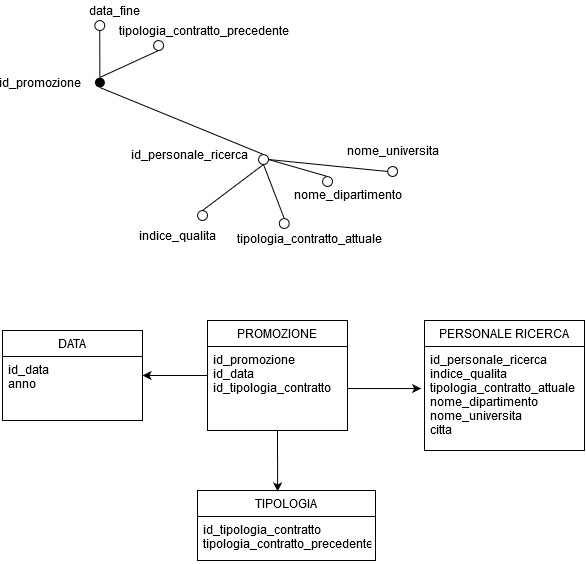 data_fine
tipologia_contratto_precedente
id_promozione
id_personale_ricerca
nome_universita
nome_dipartimento
indice_qualita
tipologia_contratto_attuale
DATA
id_data
anno
PROMOZIONE
id_promozione
id_data
id_tipologia_contratto
PERSONALE RICERCA
id_personale_ricerca
indice_qualita
tipologia_contratto_attuale
nome_dipartimento
nome_universita
citta
TIPOLOGIA
id_tipologia_contratto
tipologia_contratto_precedente